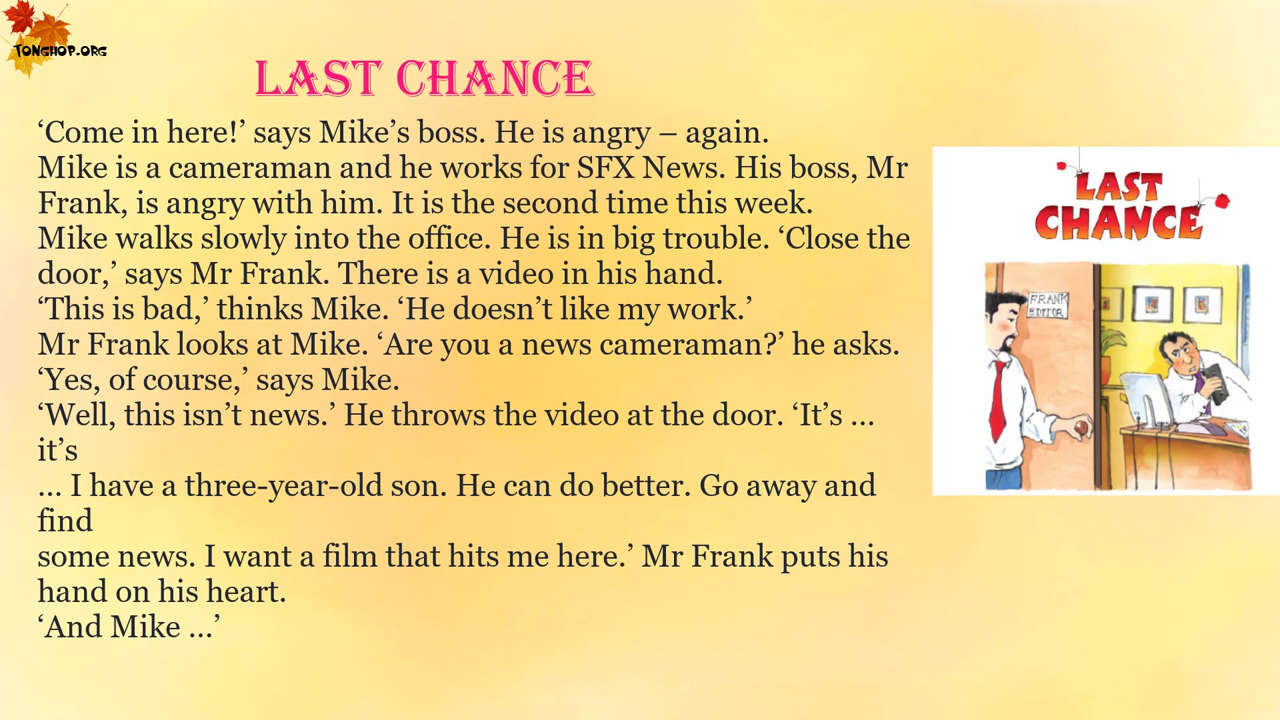 TONGHOP.ORG
LAST CHANCE
‘Come in here!’ says Mike’s boss. He is angry – again.
Mike is a cameraman and he works for SFX News. His boss, Mr
Frank, is angry with him. It is the second time this week.
Mike walks slowly into the office. He is in big trouble. ‘Close the
door,’ says Mr Frank. There is a video in his hand.
‘This is bad,’ thinks Mike. ‘He doesn’t like my work.’
Mr Frank looks at Mike. ‘Are you a news cameraman?’ he asks.
‘Yes, of course,’ says Mike.
‘Well, this isn’t news.’ He throws the video at the door. ‘It’s ...
it’s
... I have a three-year-old son. He can do better. Go away and
find
some news. I want a film that hits me here.’ Mr Frank puts his
hand on his heart.
‘And Mike ...’
LAST
CHANCE
FRANK
EDITOR